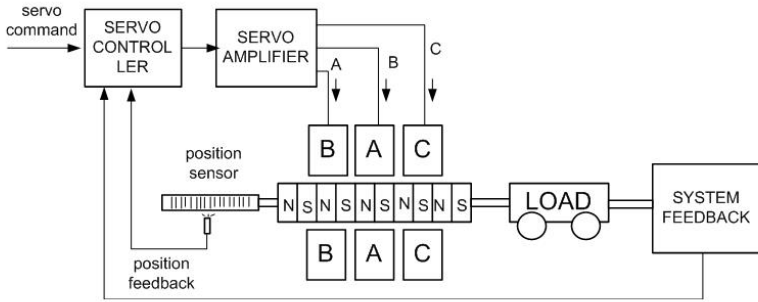 servo
command
SERVO
CONTROL
LER
SERVO
AMPLIFIER
A
B
C
B
A
C
position
sensor
N S N S N S N S N S
LOAD
SYSTEM
FEEDBACK
B
A
C
position
feedback